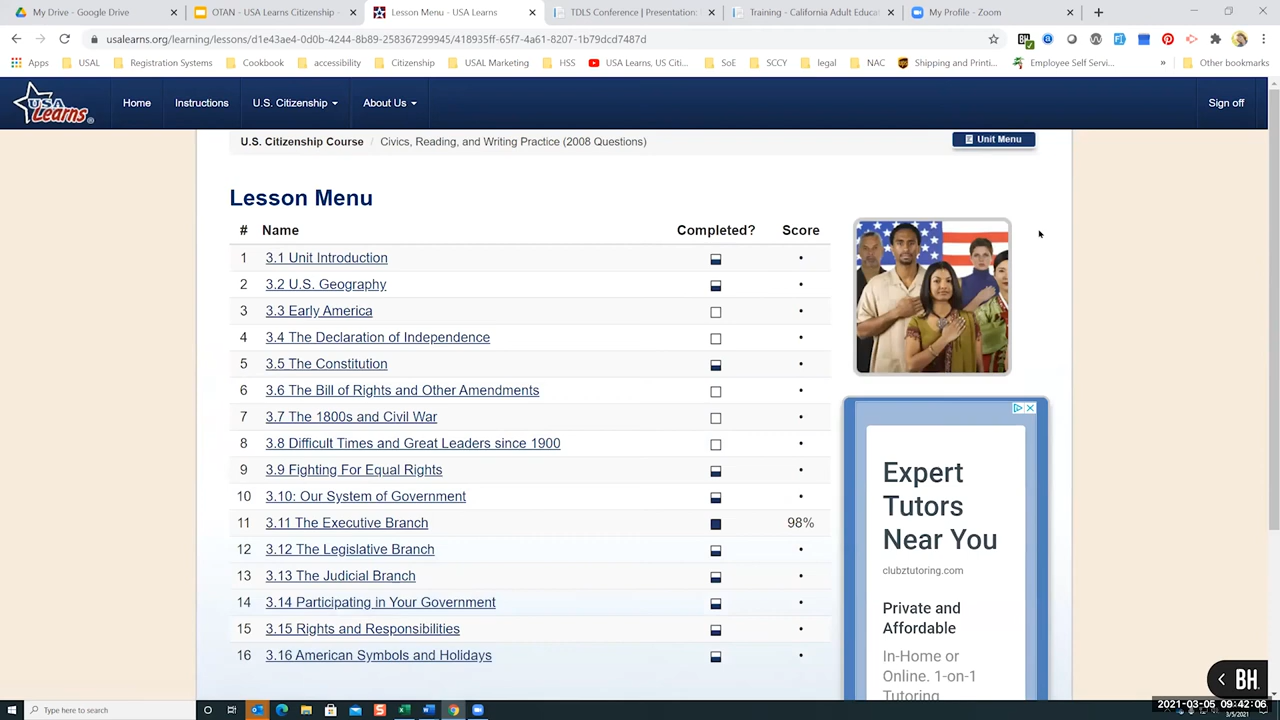 My Drive - Google Drive
OTAN - USA Learns Citizenship -
Lesson Menu - USA Learns
TDLS Conference | Presentation:
Training - California Adult Educat
My Profile - Zoom
usalearns.org/learning/lessons/d1e43ae4-0d0b-4244-8b89-258367299945/418935ff-65f7-4a61-8207-1b79dcd7487d
Apps
USAL
Registration Systems
Cookbook
accessibility
Citizenship
USAL Marketing
HSS
USA Learns, US Citi...
SoE
SCCY
legal
NAC
Shipping and Printi...
Employee Self Servi...
»
Other bookmarks
USA Learns®
Home
Instructions
U.S. Citizenship
About Us
Sign off
U.S. Citizenship Course / Civics, Reading, and Writing Practice (2008 Questions)
Unit Menu
Lesson Menu
# Name Completed? Score
1 3.1 Unit Introduction •
2 3.2 U.S. Geography •
3 3.3 Early America •
4 3.4 The Declaration of Independence •
5 3.5 The Constitution •
6 3.6 The Bill of Rights and Other Amendments •
7 3.7 The 1800s and Civil War •
8 3.8 Difficult Times and Great Leaders since 1900 •
9 3.9 Fighting For Equal Rights •
10 3.10: Our System of Government •
11 3.11 The Executive Branch 98%
12 3.12 The Legislative Branch •
13 3.13 The Judicial Branch •
14 3.14 Participating in Your Government •
15 3.15 Rights and Responsibilities •
16 3.16 American Symbols and Holidays •
Expert
Tutors
Near You
clubztutoring.com
Private and
Affordable
In-Home or
Online. 1-on-1
Tutoring
BH
Type here to search
2021-03-05 09:42:06
3/5/2021